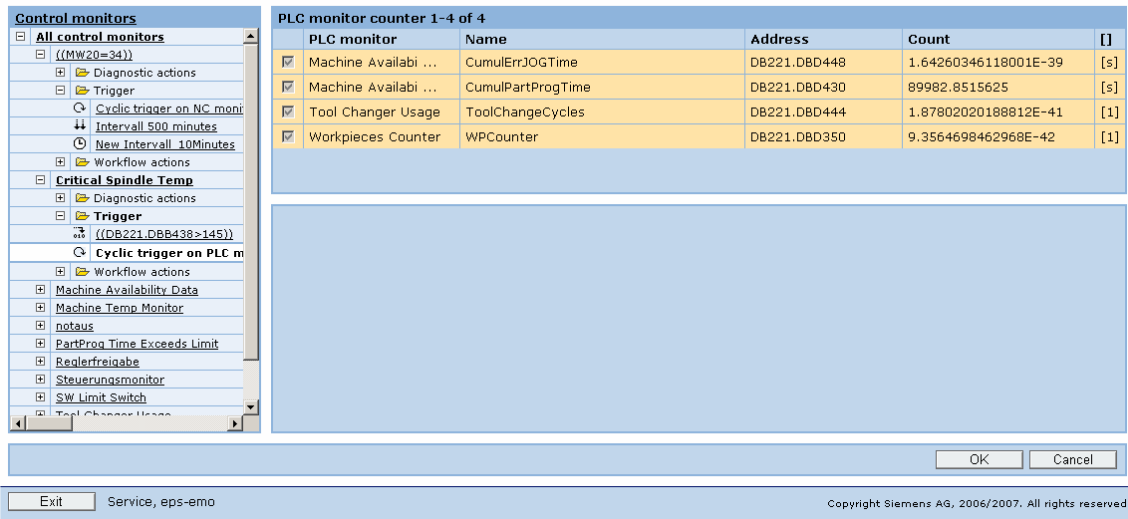 Control monitors
All control monitors
((MW20=34))
Diagnostic actions
Trigger
Cyclic trigger on NC moni
Intervall 500 minutes
New Intervall 10Minutes
Workflow actions
Critical Spindle Temp
Diagnostic actions
Trigger
((DB221.DBB438>145))
Cyclic trigger on PLC m
Workflow actions
Machine Availability Data
Machine Temp Monitor
notaus
PartProg Time Exceeds Limit
Reglerfreigabe
Steuerungsmonitor
SW Limit Switch
Tool Changer Usage
PLC monitor counter 1-4 of 4
PLC monitor Name Address Count []
Machine Availabi ... CumulErrJOGTime DB221.DBD448 1.64260346118001E-39 [s]
Machine Availabi ... CumulPartProgTime DB221.DBD430 89982.8515625 [s]
Tool Changer Usage ToolChangeCycles DB221.DBD444 1.87802020188812E-41 [1]
Workpieces Counter WPCounter DB221.DBD350 9.3564698462968E-42 [1]
OK Cancel
Exit Service, eps-emo Copyright Siemens AG, 2006/2007. All rights reserved